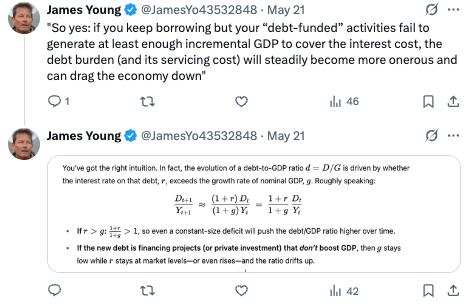 James Young @JamesYo43532848 · May 21
"So yes: if you keep borrowing but your “debt-funded” activities fail to
generate at least enough incremental GDP to cover the interest cost, the
debt burden (and its servicing cost) will steadily become more onerous and
can drag the economy down"
1 46
James Young @JamesYo43532848 · May 21
You've got the right intuition. In fact, the evolution of a debt-to-GDP ratio d = D/G is driven by whether
the interest rate on that debt, r, exceeds the growth rate of nominal GDP, g. Roughly speaking:
D_{t+1}/Y_{t+1} ≈ (1+r) D_t/(1+g) Y_t = 1+r/1+g D_t/Y_t
• If r > g: 1+r/1+g > 1, so even a constant-size deficit will push the debt/GDP ratio higher over time.
• If the new debt is financing projects (or private investment) that don't boost GDP, then g stays
low while r stays at market levels—or even rises—and the ratio drifts up.
42